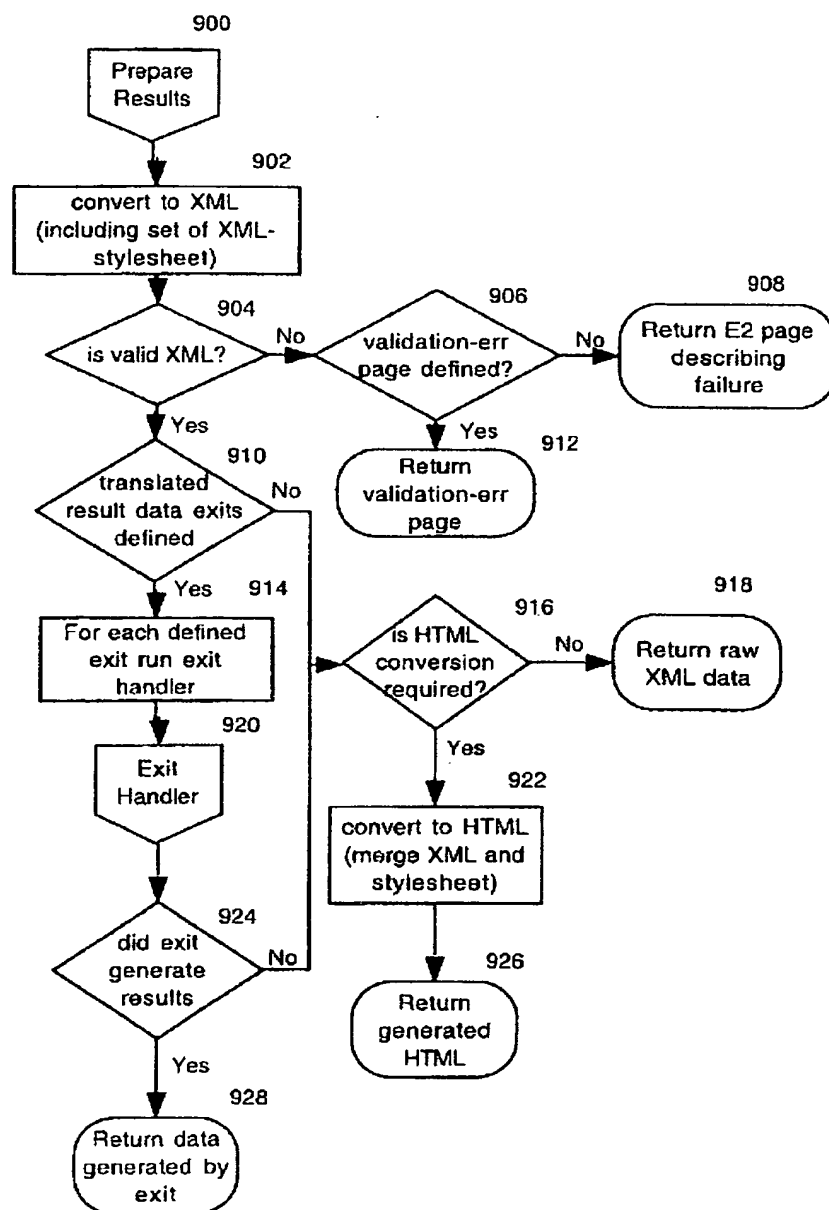 900
Prepare
Results
902
convert to XML
(including set of XML-
stylesheet)
904
is valid XML?
No
906
validation-err
page defined?
No
908
Return E2 page
describing
failure
Yes
Yes
912
Return
validation-err
page
910
translated
result data exits
defined
No
Yes
914
For each defined
exit run exit
handler
916
is HTML
conversion
required?
No
918
Return raw
XML data
920
Exit
Handler
Yes
922
convert to HTML
(merge XML and
stylesheet)
924
did exit
generate
results
No
926
Return
generated
HTML
Yes
928
Return data
generated by
exit